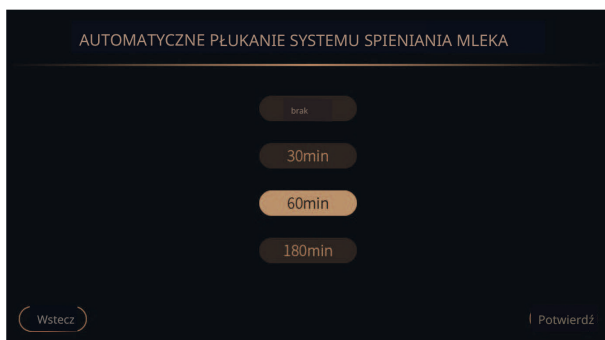 AUTOMATYCZNE PŁUKANIE SYSTEMU SPIENIANIA MLEKA
brak
30min
60min
180min
Wstecz
Potwierdź